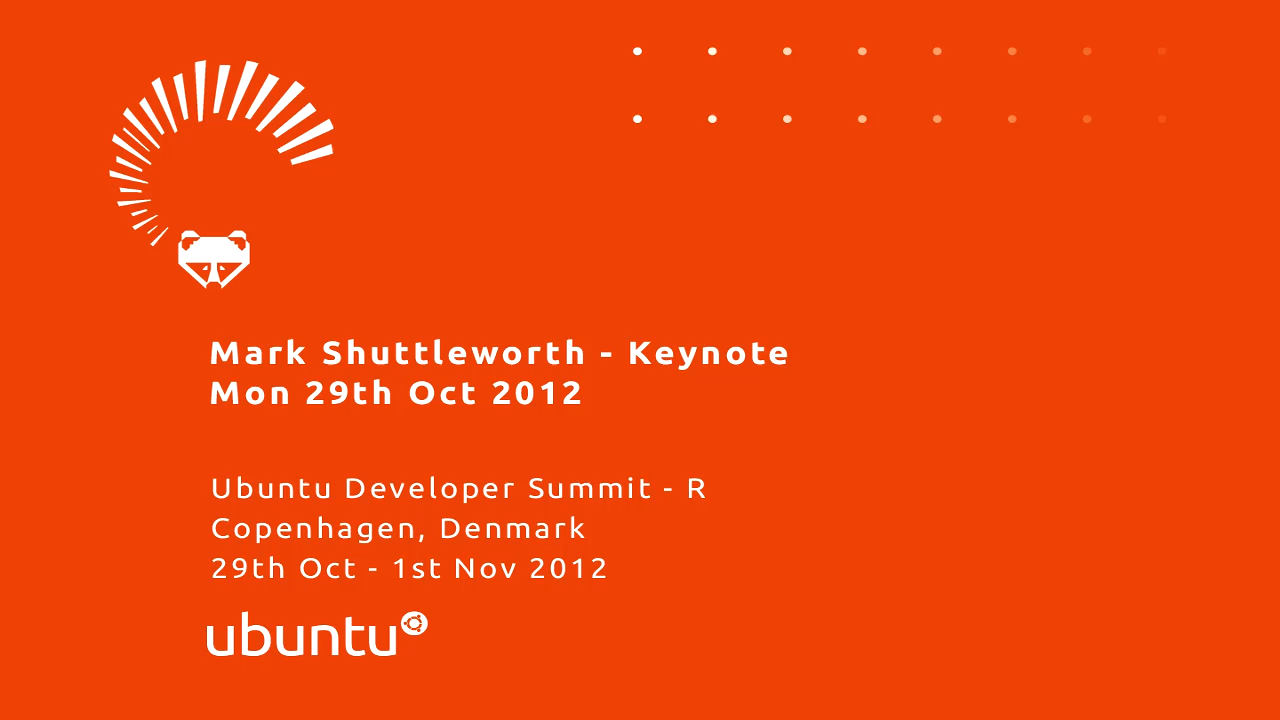 Mark Shuttleworth - Keynote
Mon 29th Oct 2012
Ubuntu Developer Summit - R
Copenhagen, Denmark
29th Oct - 1st Nov 2012
ubuntu